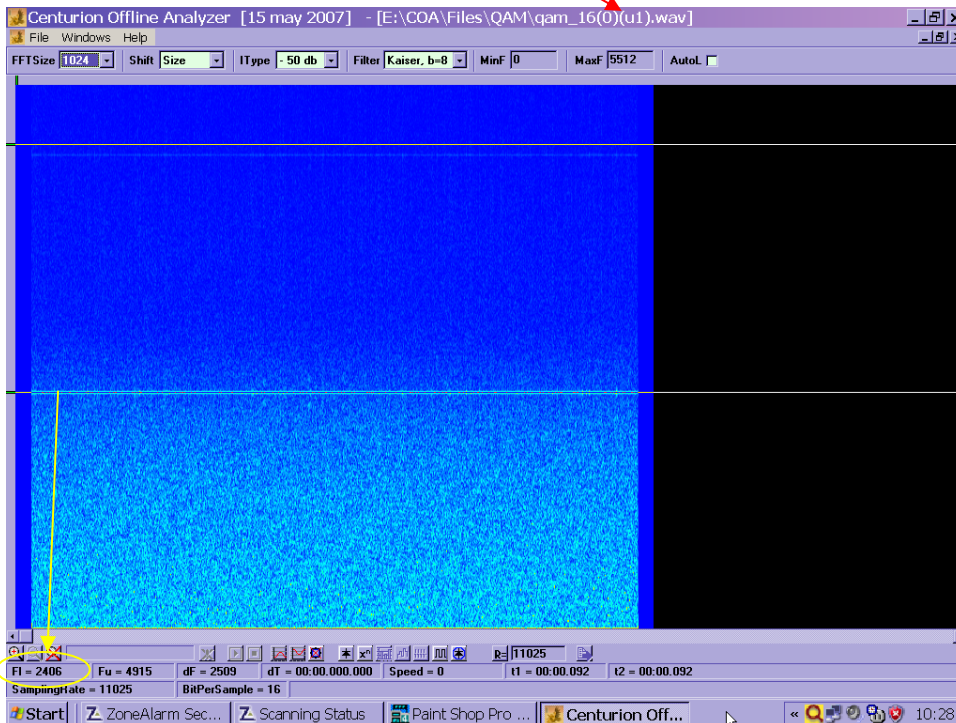 Centurion Offline Analyzer [15 may 2007] - [E:\COA\Files\QAM\qam_16(0)(u1).wav]
File Windows Help
FFTSize 1024 Shift Size IType - 50 db Filter Kaiser, b=8 MinF 0 MaxF 5512 AutoL
R= 11025
Fl = 2406 Fu = 4915 dF = 2509 dT = 00:00.000.000 Speed = 0 t1 = 00:00.092 t2 = 00:00.092
SamplingRate = 11025 BitPerSample = 16
Start ZoneAlarm Sec... Scanning Status Paint Shop Pro ... Centurion Off... « 10:28